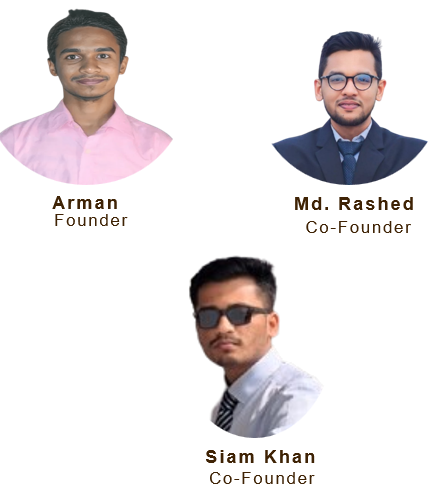 Arman
Founder
Md. Rashed
Co-Founder
Siam Khan
Co-Founder